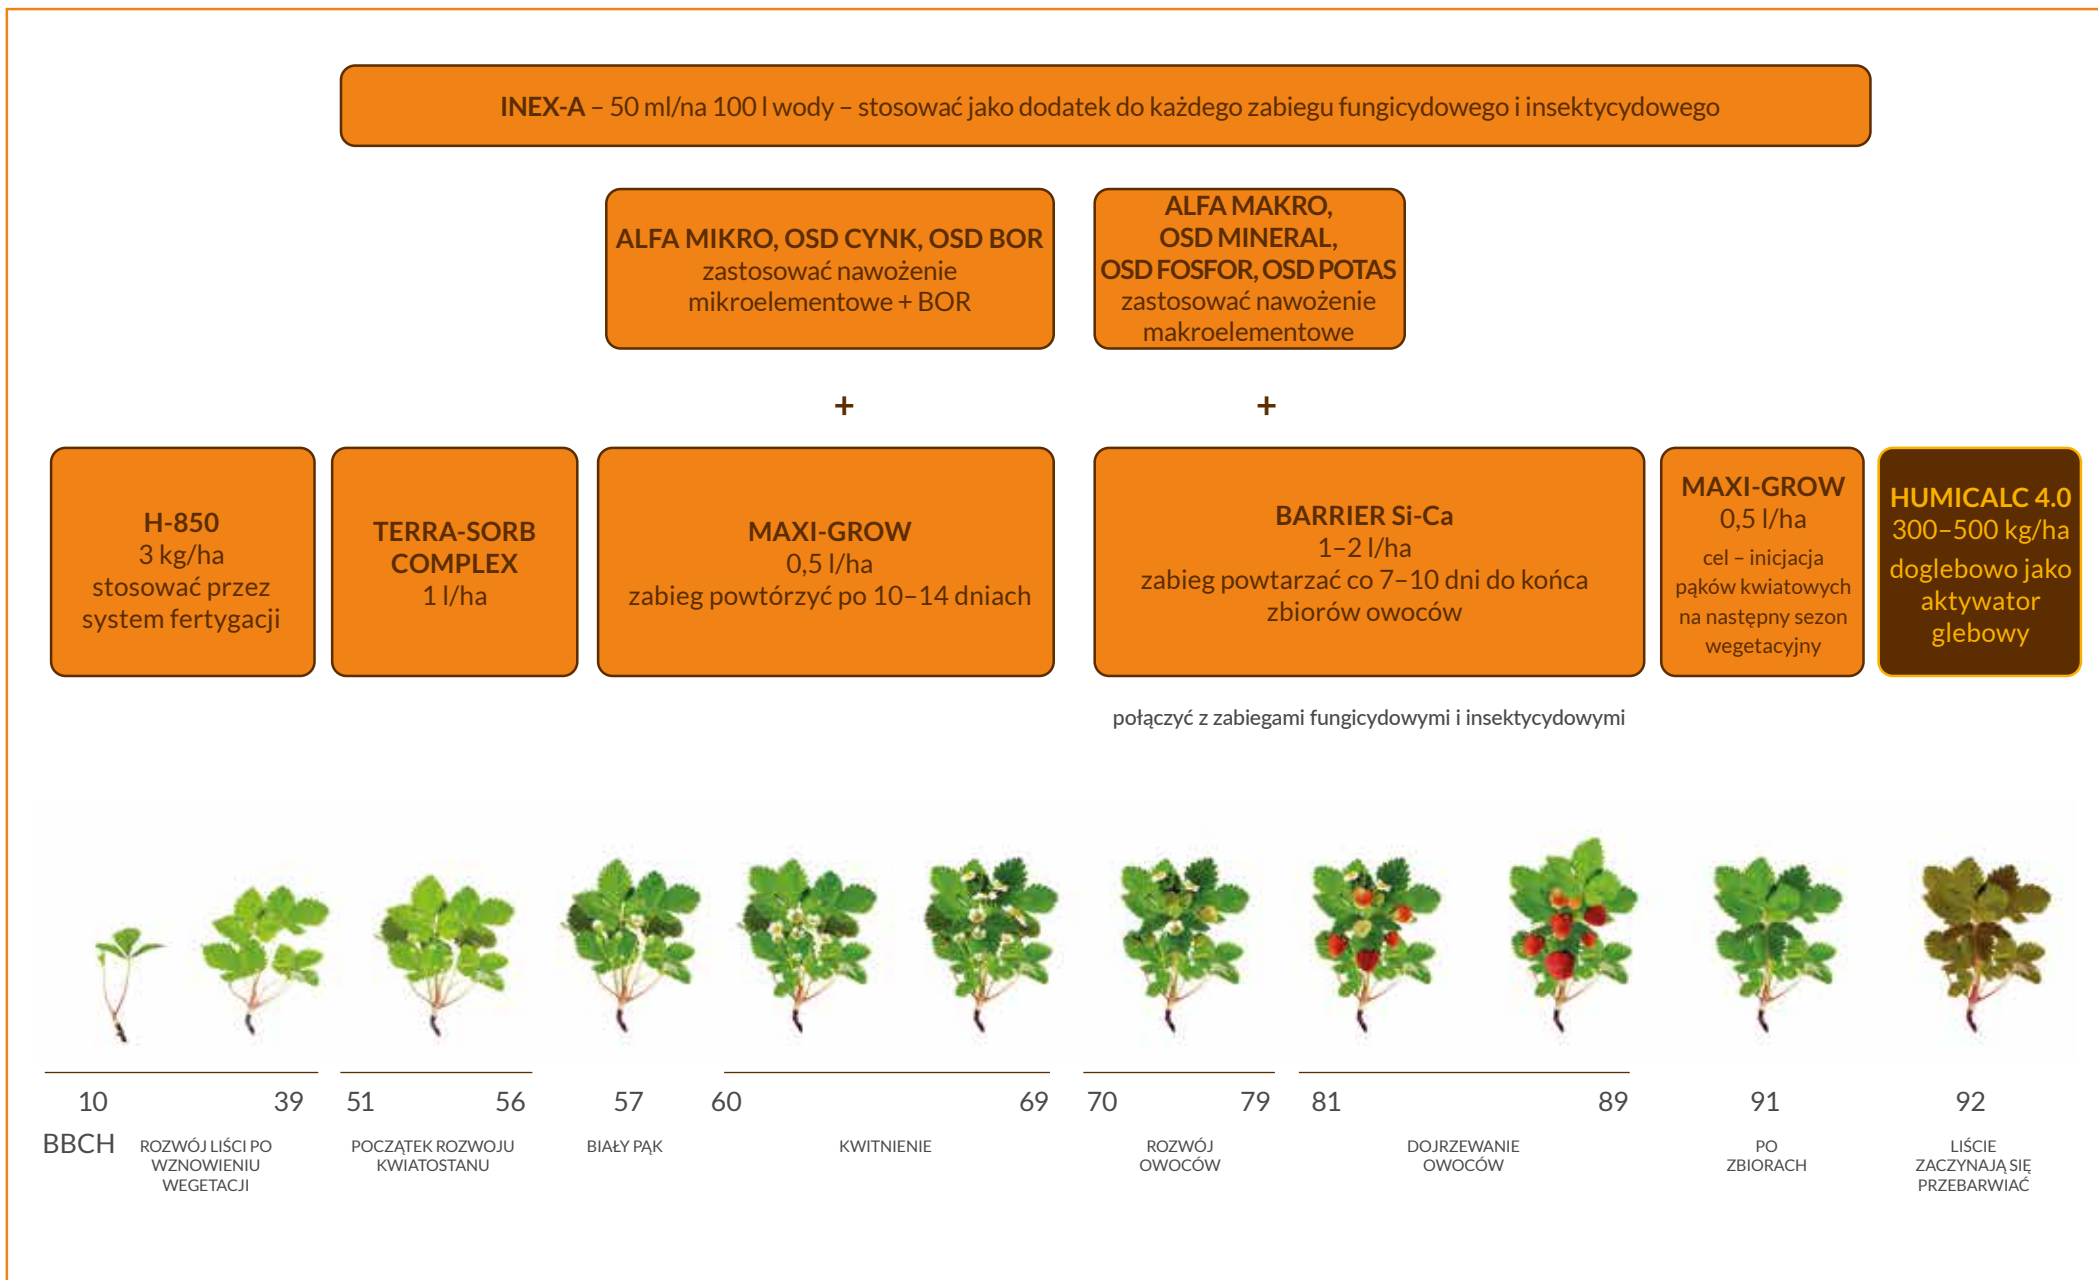 INEX-A – 50 ml/na 100 l wody – stosować jako dodatek do każdego zabiegu fungicydowego i insektycydowego
ALFA MIKRO, OSD CYNK, OSD BOR
zastosować nawożenie
mikroelementowe + BOR
ALFA MAKRO,
OSD MINERAL,
OSD FOSFOR, OSD POTAS
zastosować nawożenie
makroelementowe
+
+
H-850
3 kg/ha
stosować przez
system fertygacji
TERRA-SORB
COMPLEX
1 l/ha
MAXI-GROW
0,5 l/ha
zabieg powtórzyć po 10–14 dniach
BARRIER Si-Ca
1–2 l/ha
zabieg powtarzać co 7–10 dni do końca
zbiorów owoców
MAXI-GROW
0,5 l/ha
cel – inicjacja
pąków kwiatowych
na następny sezon
wegetacyjny
HUMICALC 4.0
300–500 kg/ha
doglebowo jako
aktywator
glebowy
połączyć z zabiegami fungicydowymi i insektycydowymi
10 39 51 56 57 60 69 70 79 81 89 91 92
BBCH
ROZWÓJ LIŚCI PO
WZNOWIENIU
WEGETACJI
POCZĄTEK ROZWOJU
KWIATOSTANU
BIAŁY PĄK
KWITNIENIE
ROZWÓJ
OWOCÓW
DOJRZEWANIE
OWOCÓW
PO
ZBIORACH
LIŚCIE
ZACZYNAJĄ SIĘ
PRZEBARWIAĆ